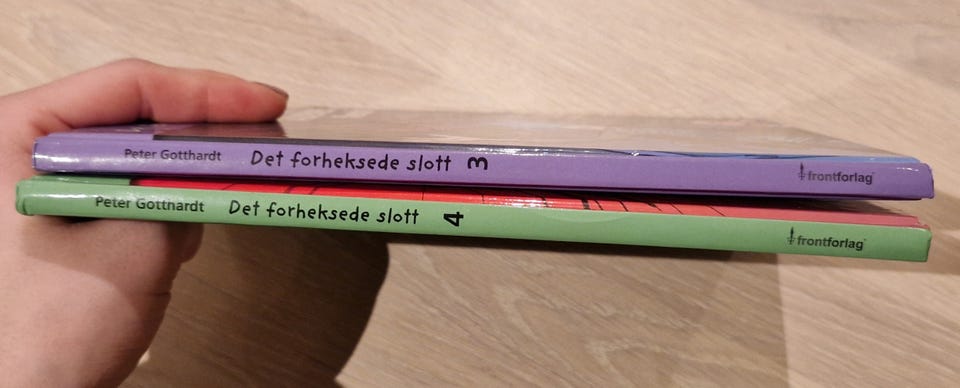 Peter Gotthardt Det forheksede slott 3 frontforlag
Peter Gotthardt Det forheksede slott 4 frontforlag